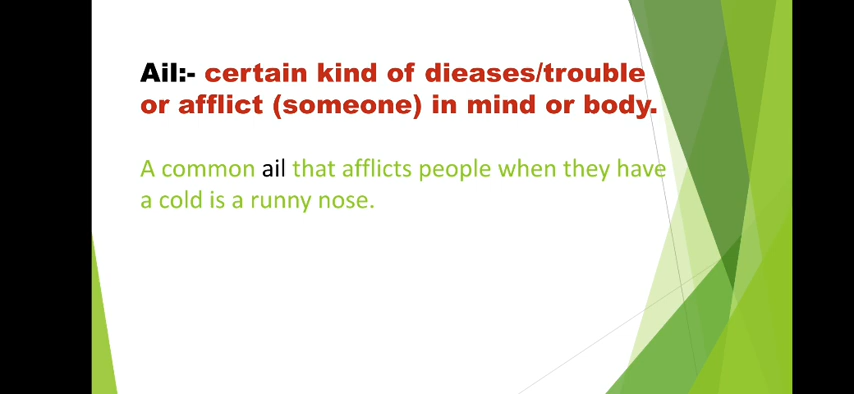 Ail:- certain kind of dieases/trouble
or afflict (someone) in mind or body.
A common ail that afflicts people when they have
a cold is a runny nose.